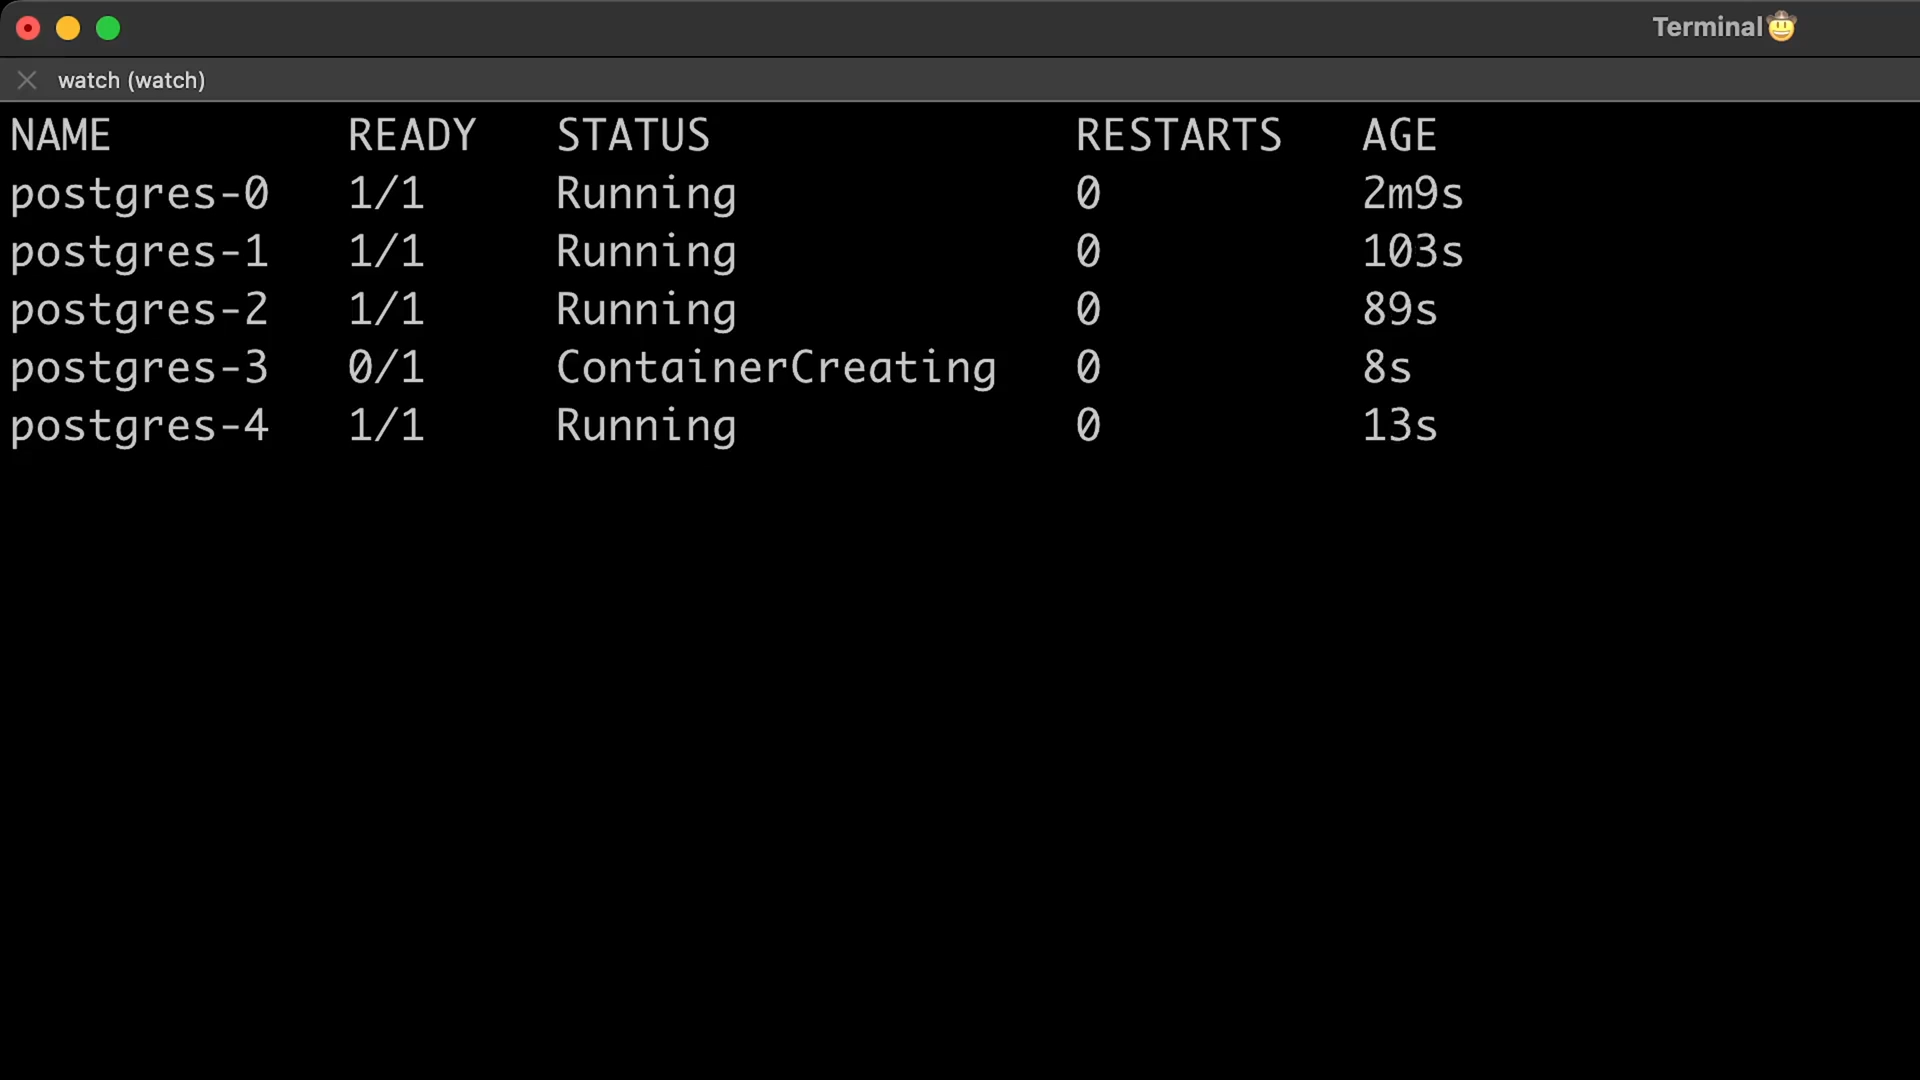 Terminal🤠
watch (watch)
NAME READY STATUS RESTARTS AGE
postgres-0 1/1 Running 0 2m9s
postgres-1 1/1 Running 0 103s
postgres-2 1/1 Running 0 89s
postgres-3 0/1 ContainerCreating 0 8s
postgres-4 1/1 Running 0 13s